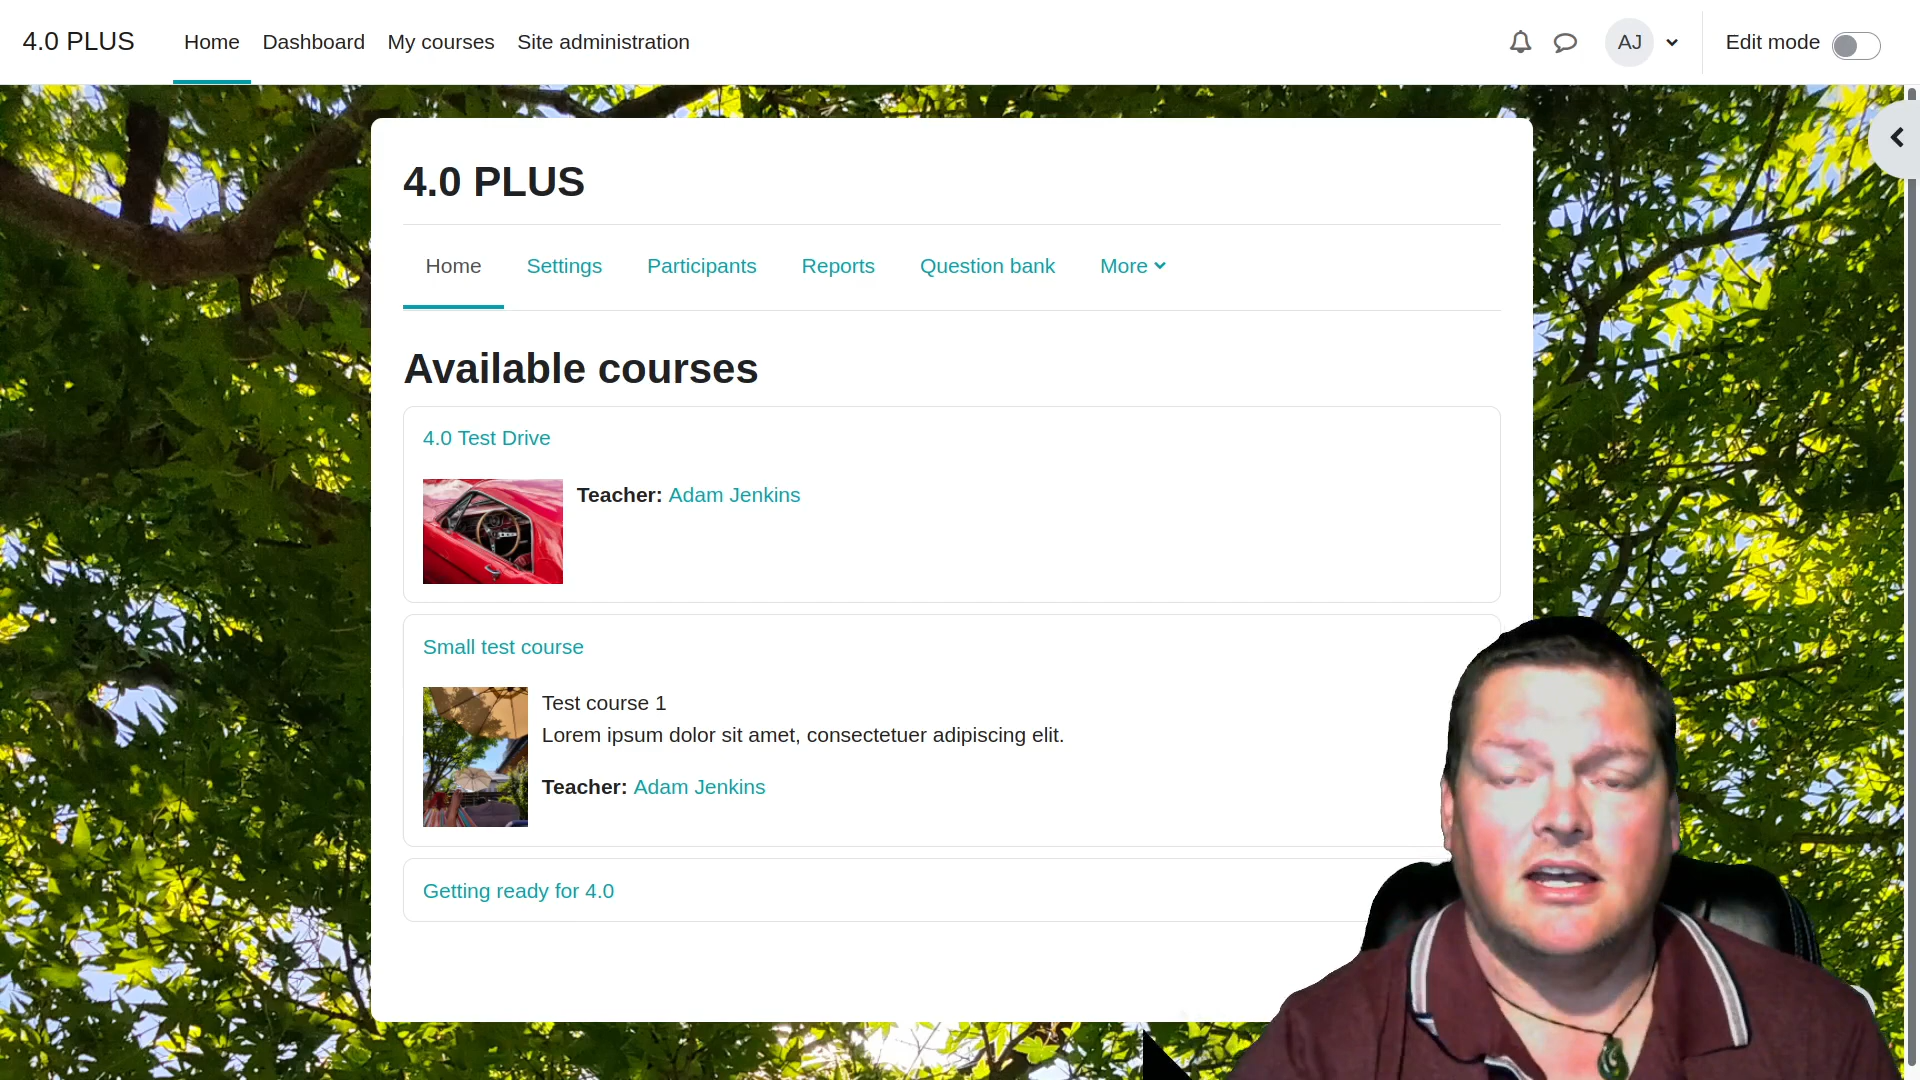 4.0 PLUS Home Dashboard My courses Site administration AJ Edit mode
4.0 PLUS
Home Settings Participants Reports Question bank More
Available courses
4.0 Test Drive
Teacher: Adam Jenkins
Small test course
Test course 1
Lorem ipsum dolor sit amet, consectetuer adipiscing elit.
Teacher: Adam Jenkins
Getting ready for 4.0